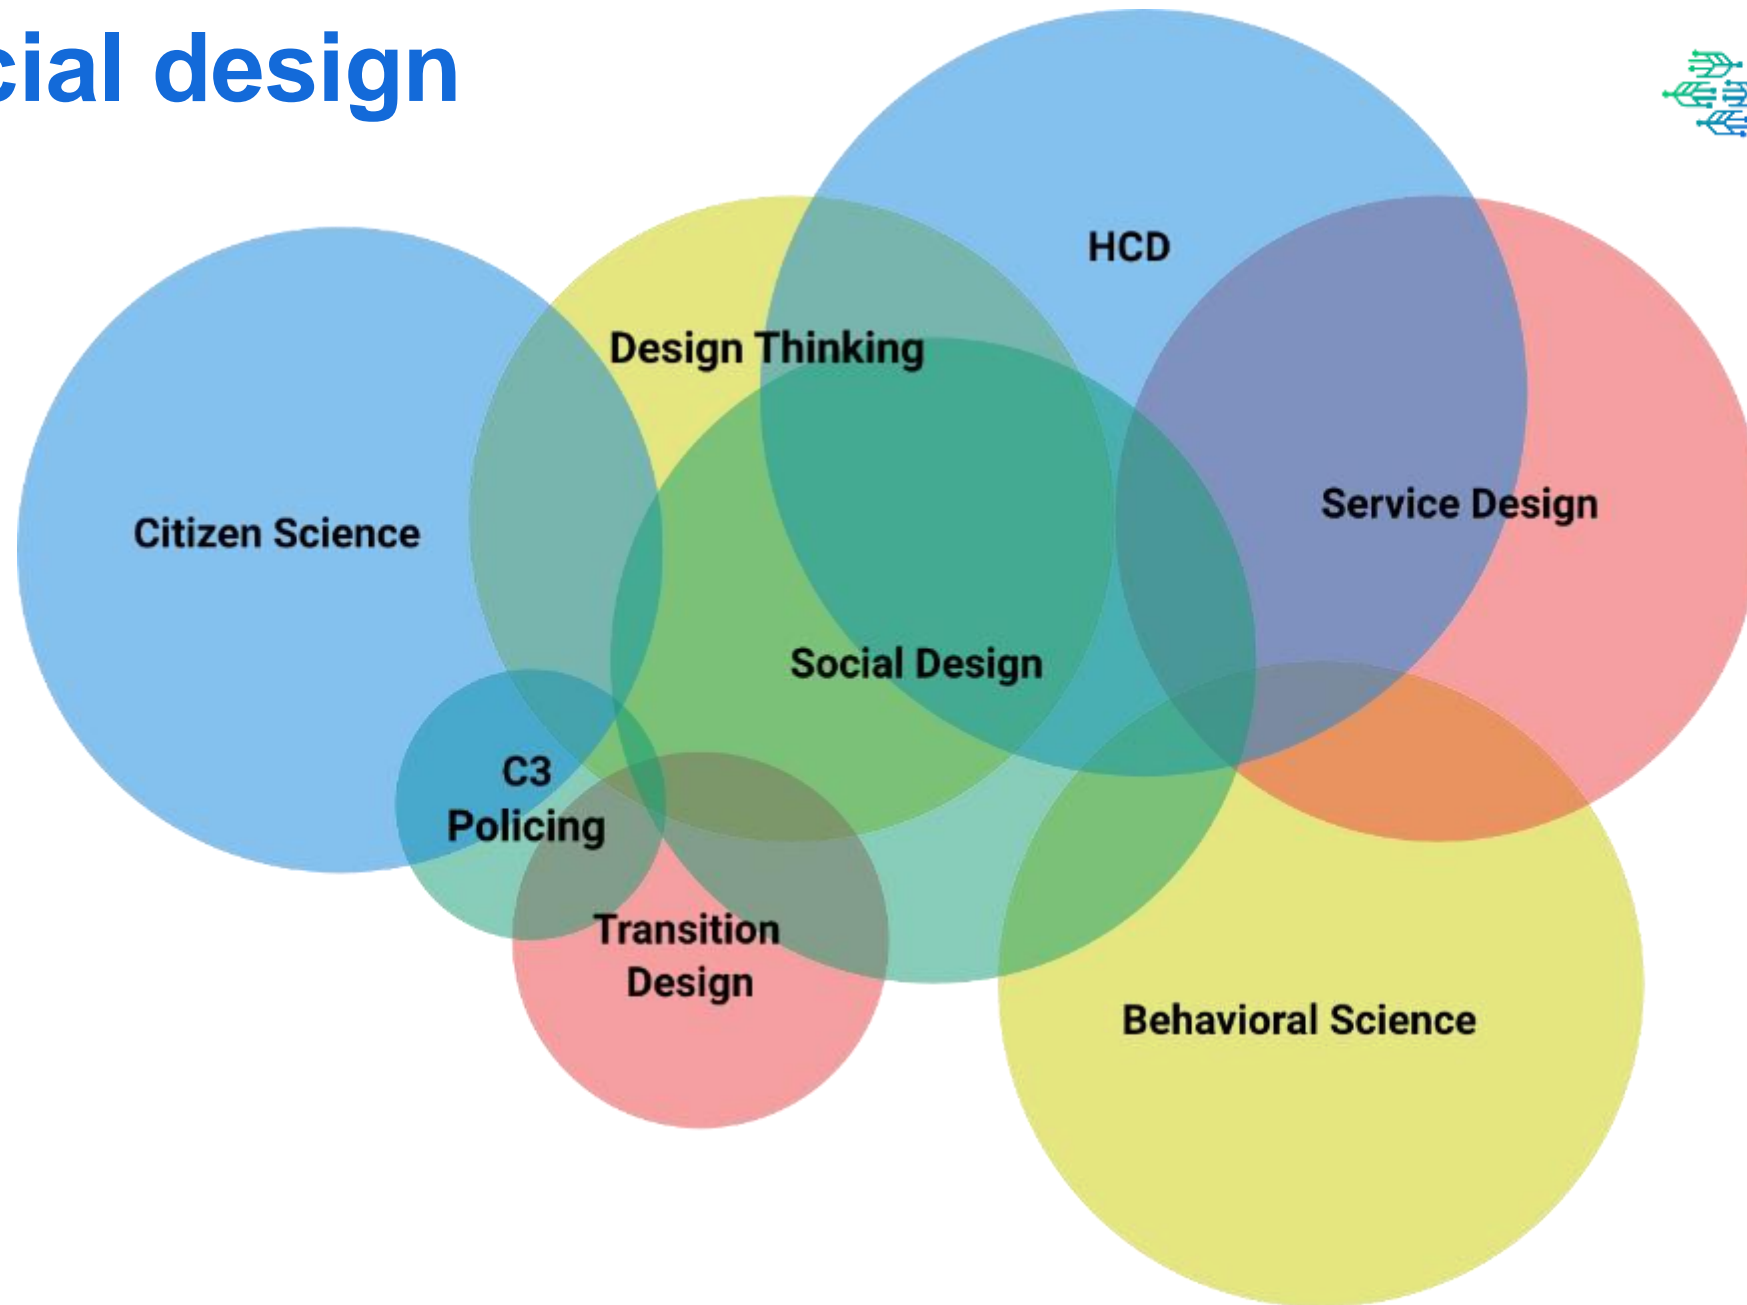 cial design
HCD
Design Thinking
Service Design
Citizen Science
Social Design
C3
Policing
Transition
Design
Behavioral Science